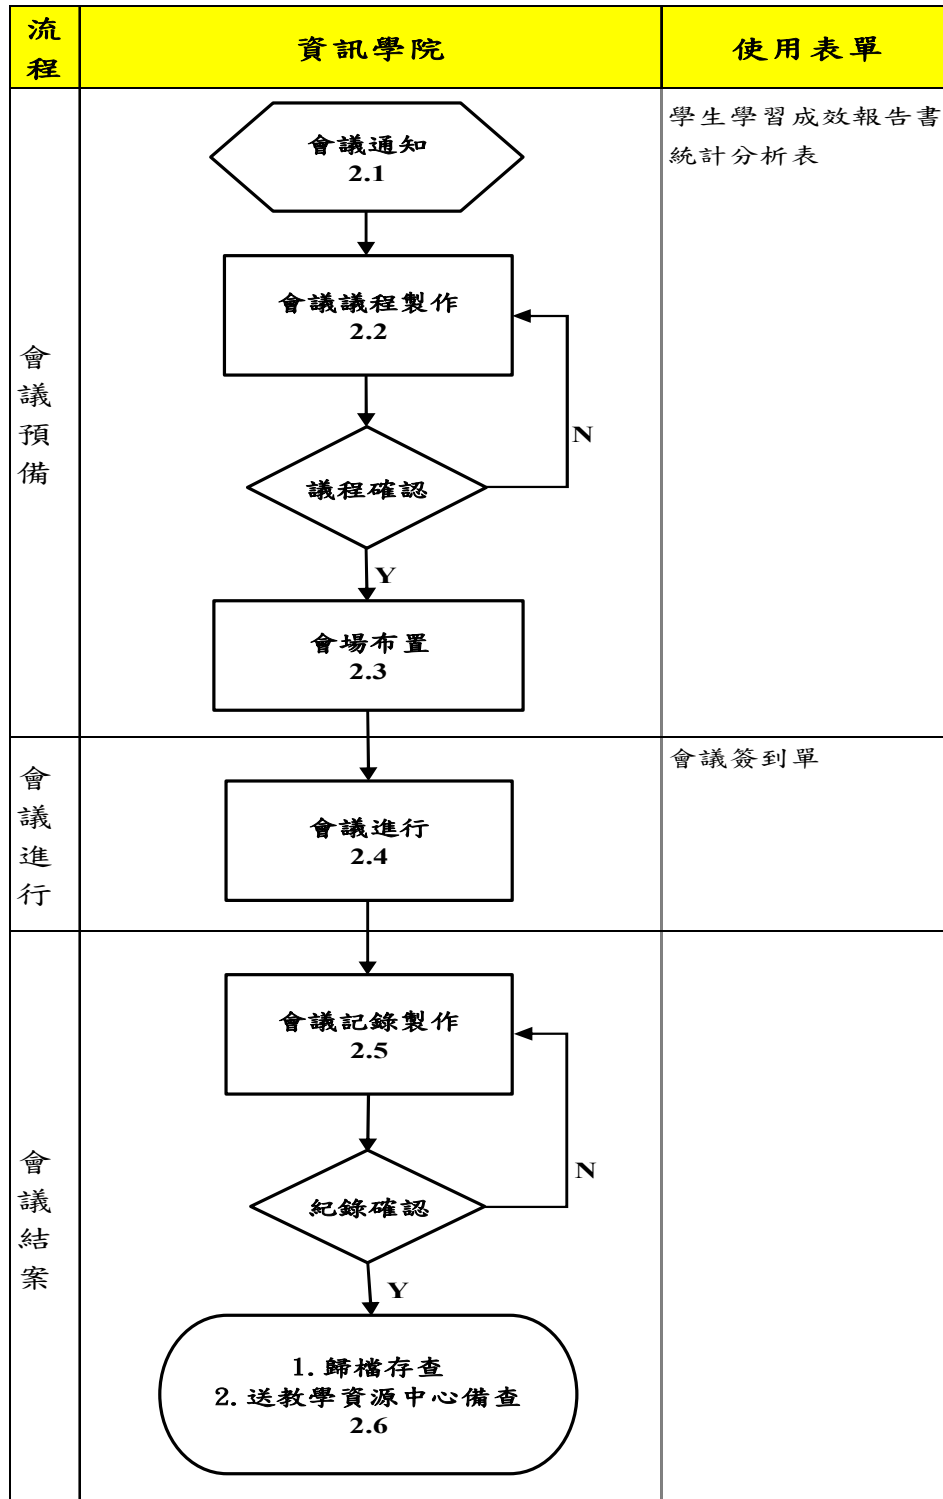 流程
資訊學院
使用表單
會議預備
會議通知
2.1
學生學習成效報告書
統計分析表
會議議程製作
2.2
N
議程確認
Y
會場布置
2.3
會議進行
會議進行
2.4
會議簽到單
會議結案
會議記錄製作
2.5
N
紀錄確認
Y
1. 歸檔存查
2. 送教學資源中心備查
2.6